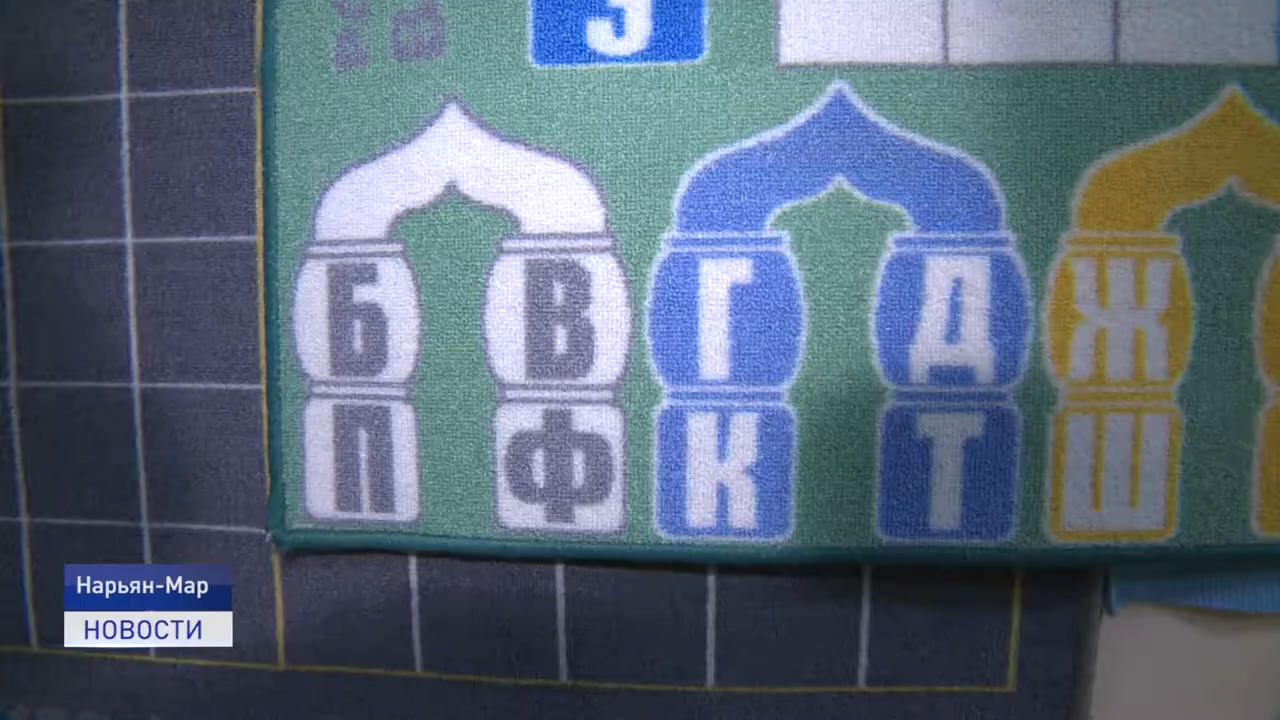 З
Б В Г Д Ж
П Ф К Т Ш
Нарьян-Мар
НОВОСТИ